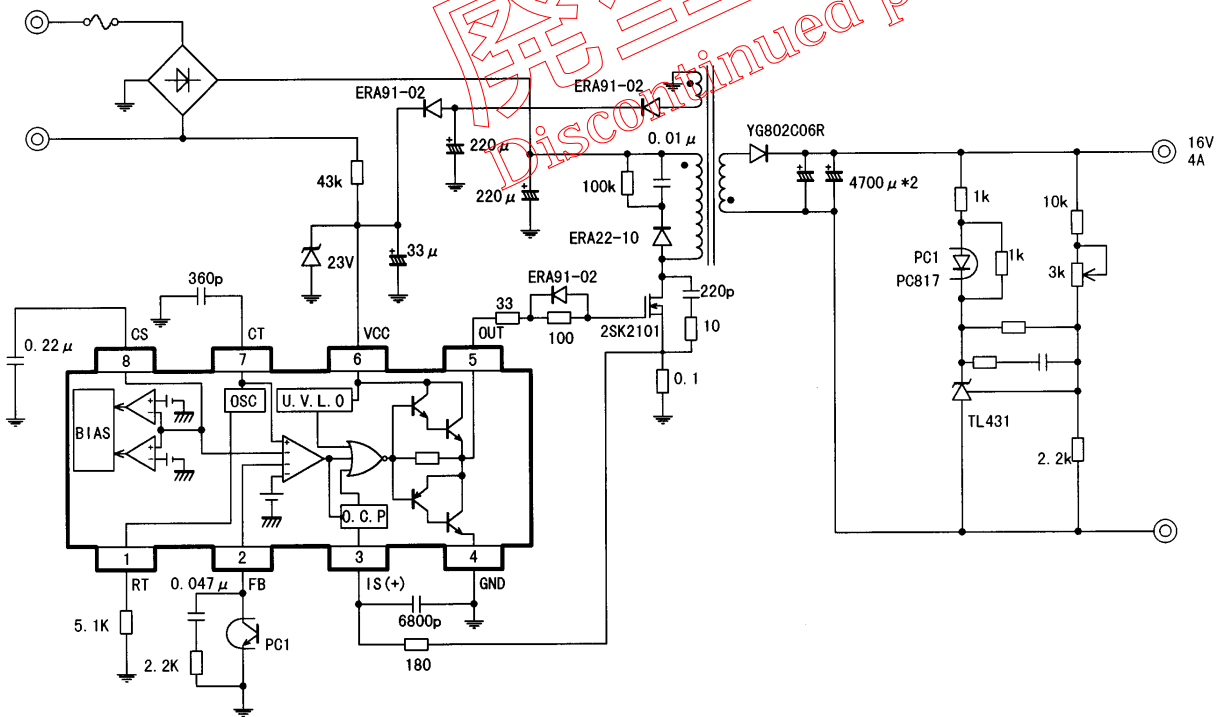 Discontinued p
ERA91-02
ERA91-02
220μ
43k
220μ
0.01μ
100k
ERA22-10
YG802C06R
4700μ*2
16V
4A
1k
10k
PC1
PC817
1k
3k
23V
33μ
360p
ERA91-02
33
100
2SK2101
220p
10
0.1
TL431
2.2k
0.22μ
CS
CT
VCC
OUT
8
7
6
5
BIAS
OSC
U.V.L.O
O.C.P
1
2
3
4
RT
FB
IS(+)
GND
0.047μ
5.1K
2.2K
PC1
6800p
180